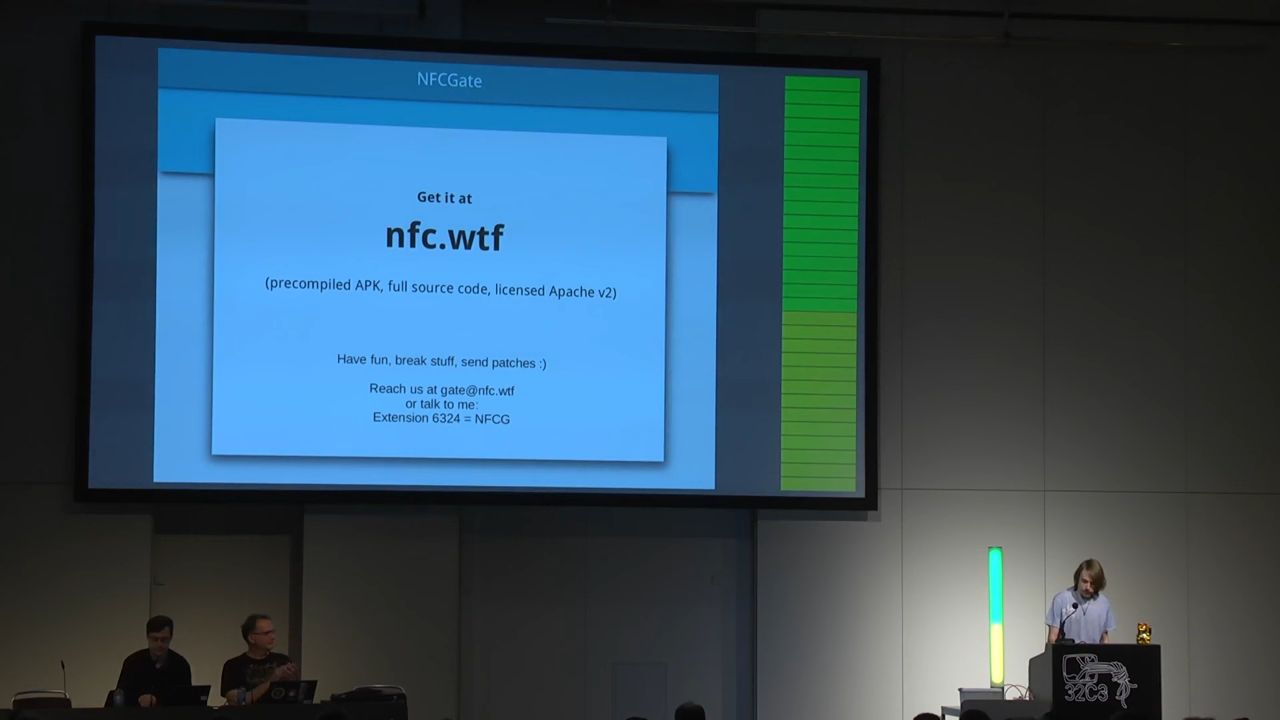 NFCGate
Get it at
nfc.wtf
(precompiled APK, full source code, licensed Apache v2)
Have fun, break stuff, send patches :)
Reach us at gate@nfc.wtf
or talk to me:
Extension 6324 = NFCG
32C3